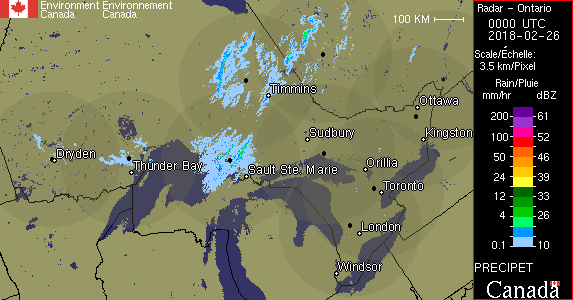 Environment Environnement
Canada Canada
100 KM
Timmins
Ottawa
Sudbury
Kingston
Dryden
Thunder Bay
Sault Ste. Marie
Orillia
Toronto
London
Windsor
Radar - Ontario
0000 UTC
2018-02-26
Scale/Échelle:
3.5 km/Pixel
Rain/Pluie
mm/hr dBZ
200 61
100 52
50 46
24 39
12 33
4 26
0.1 10
PRECIPET
Canada